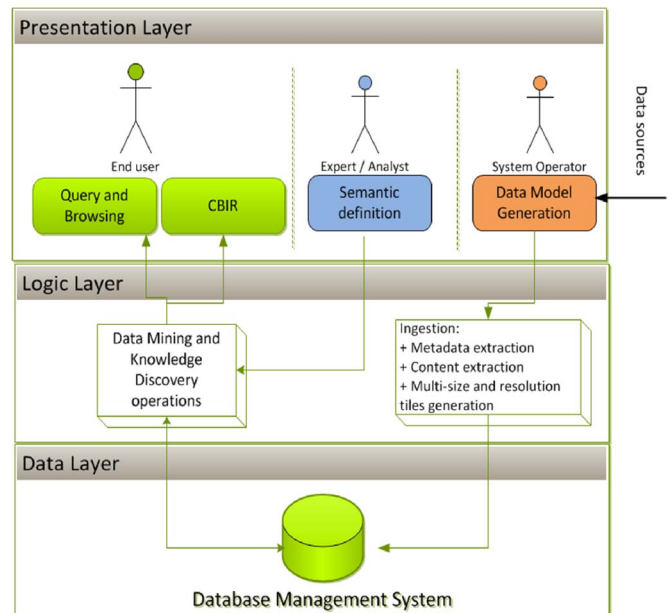 Presentation Layer
End user
Query and
Browsing
CBIR
Expert / Analyst
Semantic
definition
System Operator
Data Model
Generation
Data sources
Logic Layer
Data Mining and
Knowledge
Discovery
operations
Ingestion:
+ Metadata extraction
+ Content extraction
+ Multi-size and resolution
tiles generation
Data Layer
Database Management System